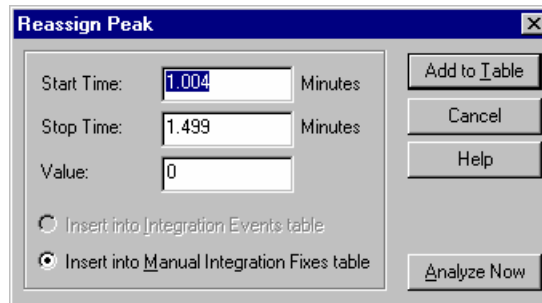 Reassign Peak
Start Time: 1.004 Minutes
Stop Time: 1.499 Minutes
Value: 0
Insert into Integration Events table
Insert into Manual Integration Fixes table
Add to Table
Cancel
Help
Analyze Now